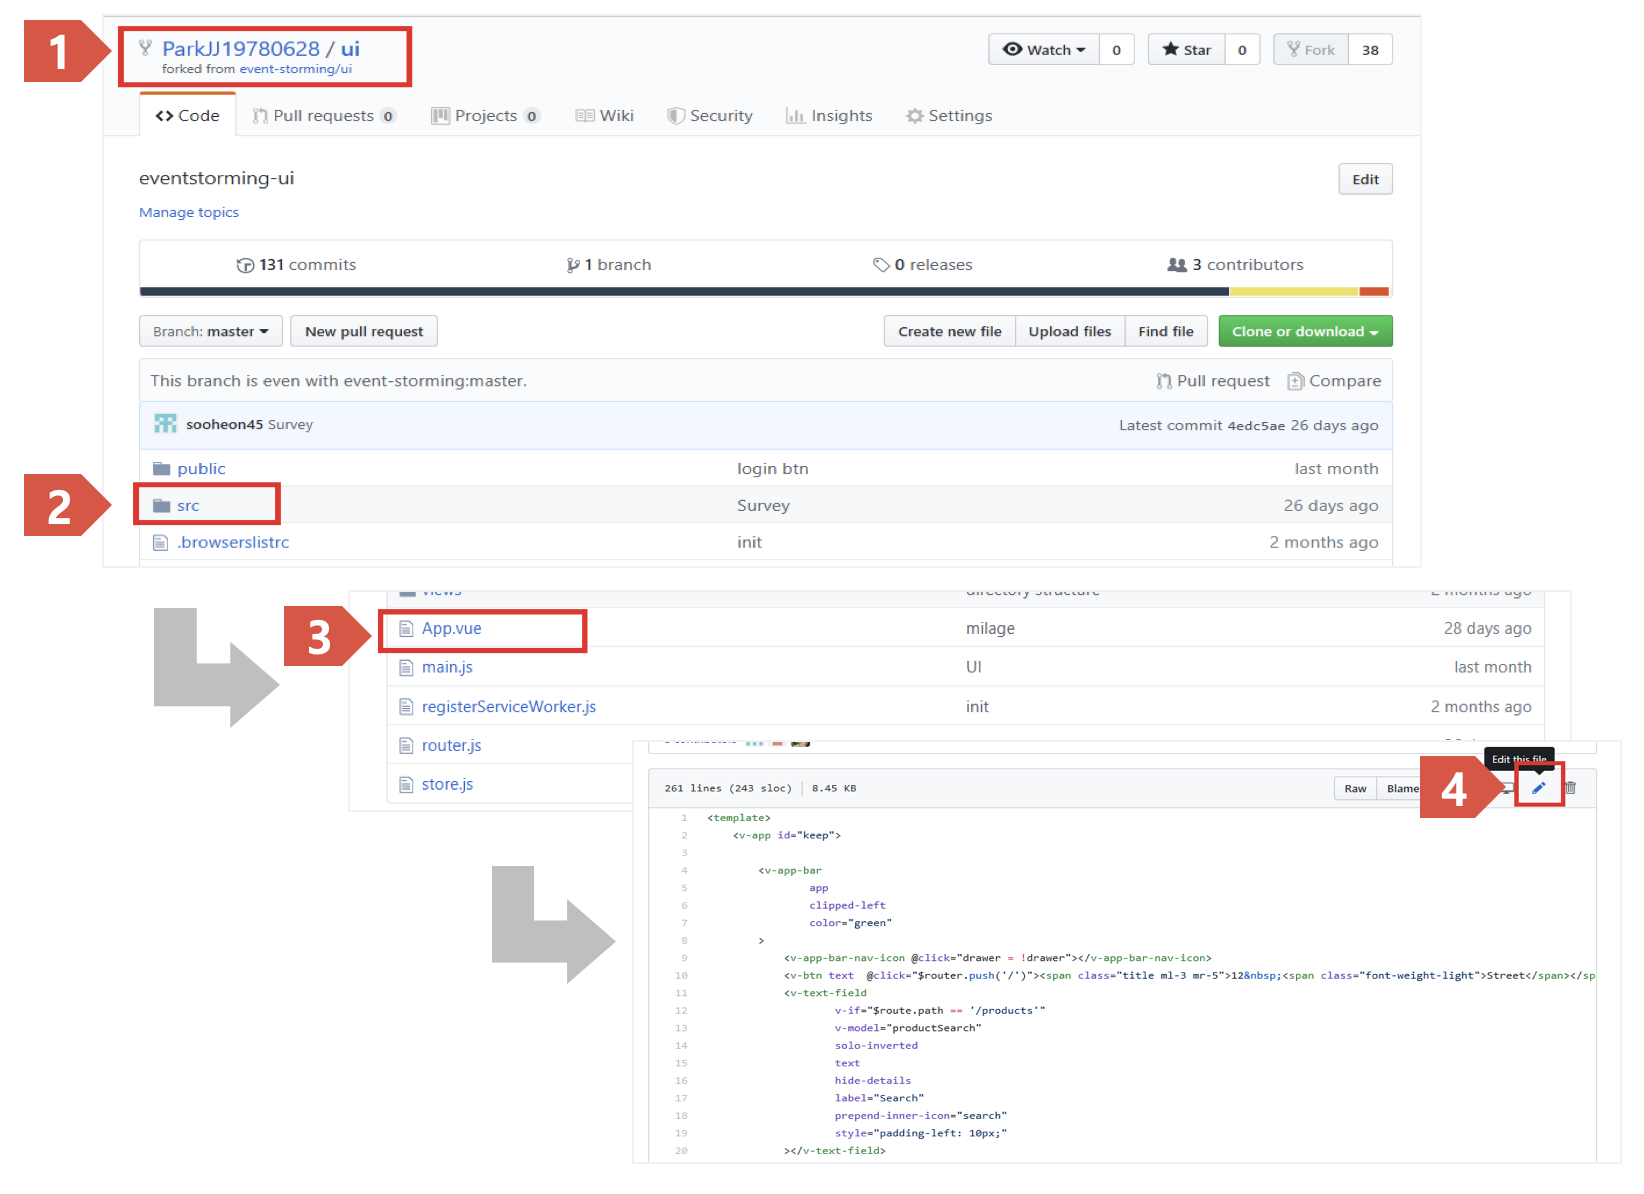 1
ParkJJ19780628 / ui
forked from event-storming/ui
Watch 0 Star 0 Fork 38
Code Pull requests 0 Projects 0 Wiki Security Insights Settings
eventstorming-ui
Edit
Manage topics
131 commits 1 branch 0 releases 3 contributors
Branch: master New pull request Create new file Upload files Find file Clone or download
This branch is even with event-storming:master. Pull request Compare
sooheon45 Survey Latest commit 4edc5ae 26 days ago
public login btn last month
2
src Survey 26 days ago
.browserslistrc init 2 months ago
views directory structure 2 months ago
3
App.vue milage 28 days ago
main.js UI last month
registerServiceWorker.js init 2 months ago
router.js
store.js
Edit this file
4
261 lines (243 sloc) 8.45 KB Raw Blame
1 <template>
2 <v-app id="keep">
3
4 <v-app-bar
5 app
6 clipped-left
7 color="green"
8 >
9 <v-app-bar-nav-icon @click="drawer = !drawer"></v-app-bar-nav-icon>
10 <v-btn text @click="$router.push('/')"><span class="title ml-3 mr-5">12&nbsp;<span class="font-weight-light">Street</span></sp
11 <v-text-field
12 v-if="$route.path == '/products'"
13 v-model="productSearch"
14 solo-inverted
15 text
16 hide-details
17 label="Search"
18 prepend-inner-icon="search"
19 style="padding-left: 10px;"
20 ></v-text-field>